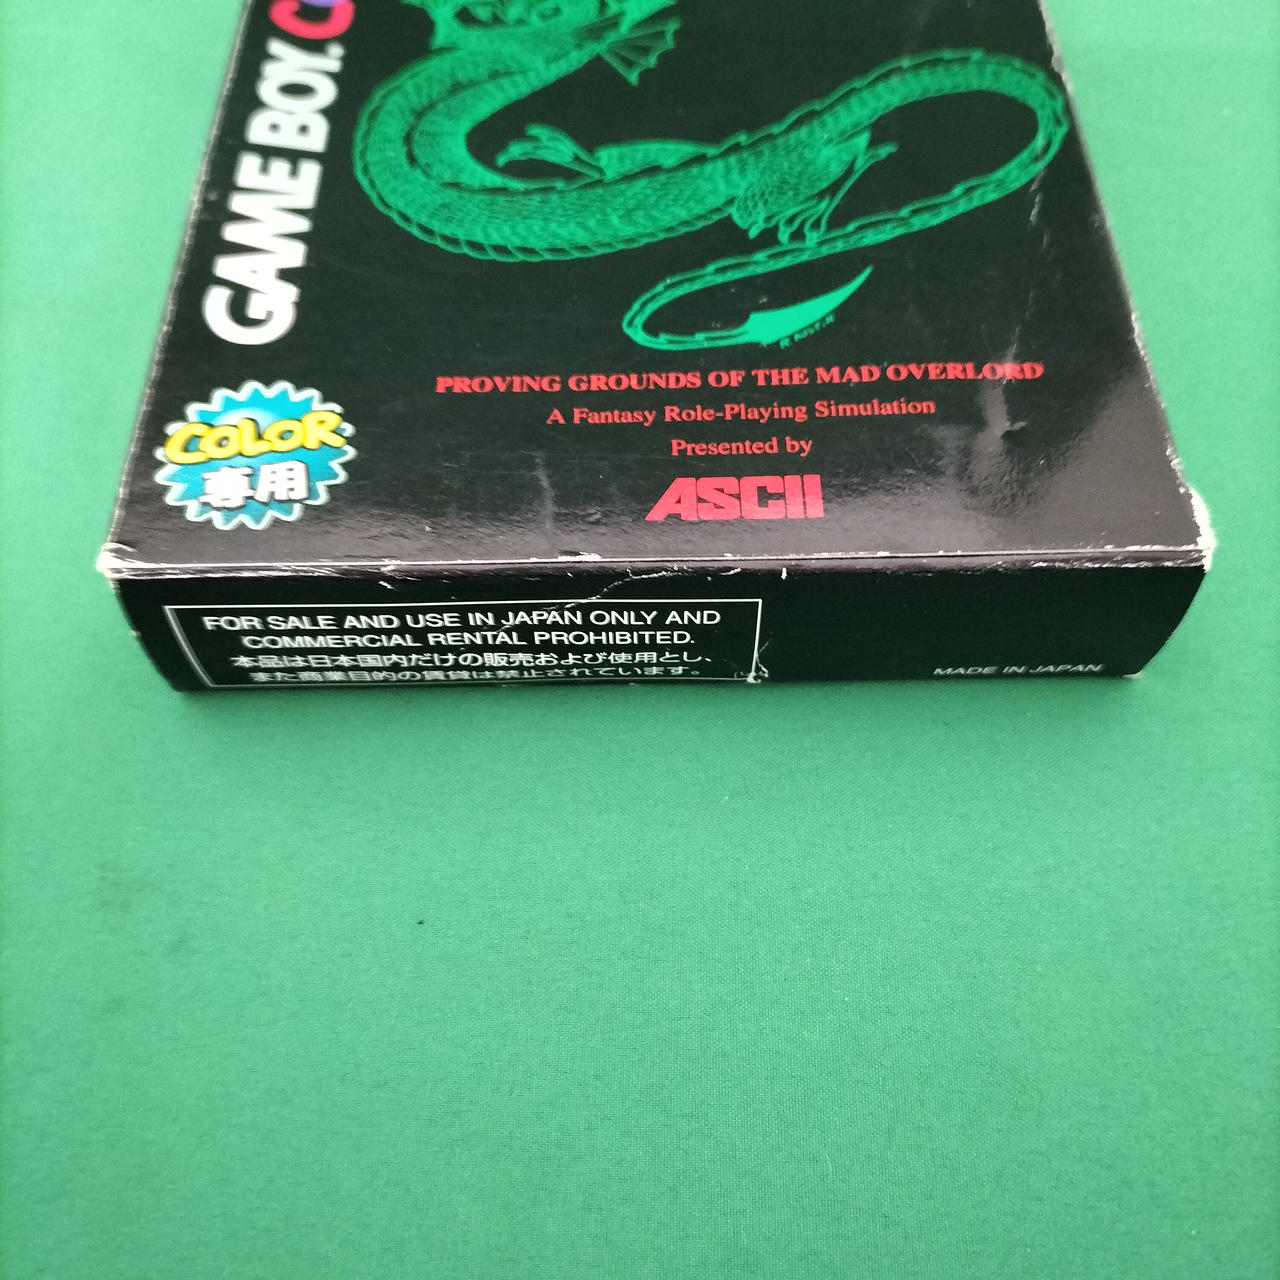 GAME BOY. C
R. AUSTIN
PROVING GROUNDS OF THE MAD OVERLORD
A Fantasy Role-Playing Simulation
Presented by
ASCII
COLOR
専用
FOR SALE AND USE IN JAPAN ONLY AND
COMMERCIAL RENTAL PROHIBITED.
本品は日本国内だけの販売および使用とし、
また商業目的の賃貸は禁止されています。
MADE IN JAPAN